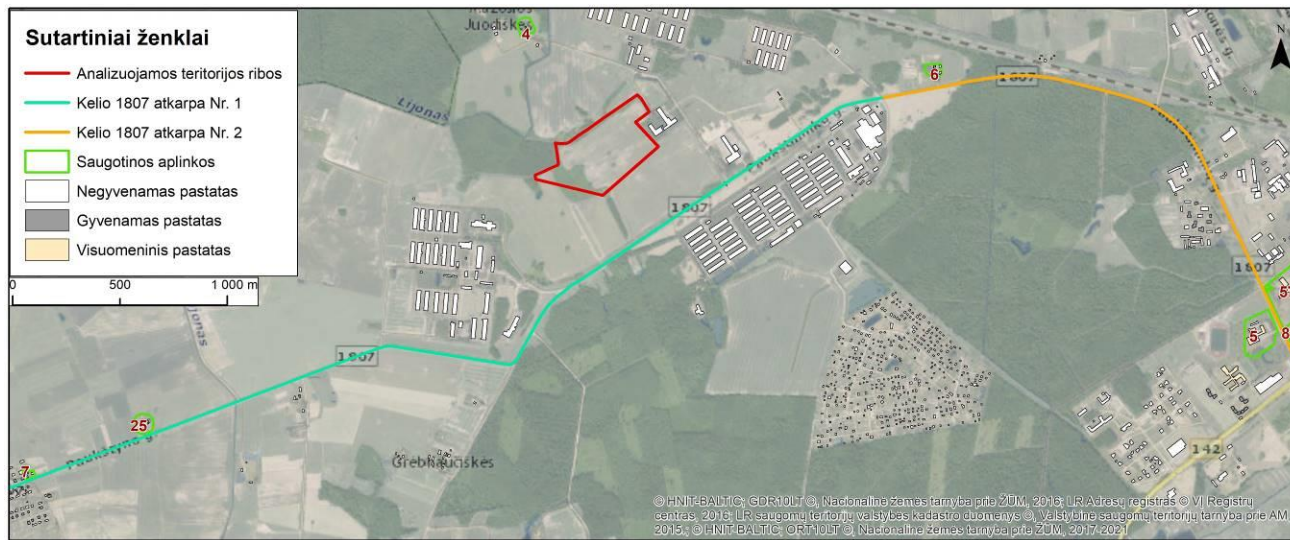 Sutartiniai ženklai
Analizuojamos teritorijos ribos
Kelio 1807 atkarpa Nr. 1
Kelio 1807 atkarpa Nr. 2
Saugotinos aplinkos
Negyvenamas pastatas
Gyvenamas pastatas
Visuomeninis pastatas
0 500 1 000 m
Juodiškės
4
Lijonas
6
N
1807
1807
1807
1807
5
5
8
142
25
7
© HNIT-BALTIC; GDR10LT ©, Nacionalinė žemės tarnyba prie ŽŪM, 2016; LR Adresų registras © VĮ Registrų
centras, 2016; LR saugomų teritorijų valstybės kadastro duomenys ©, Valstybinė saugomų teritorijų tarnyba prie AM
2015.; © HNIT-BALTIC; ORT10LT ©, Nacionalinė žemės tarnyba prie ŽŪM, 2017-2021